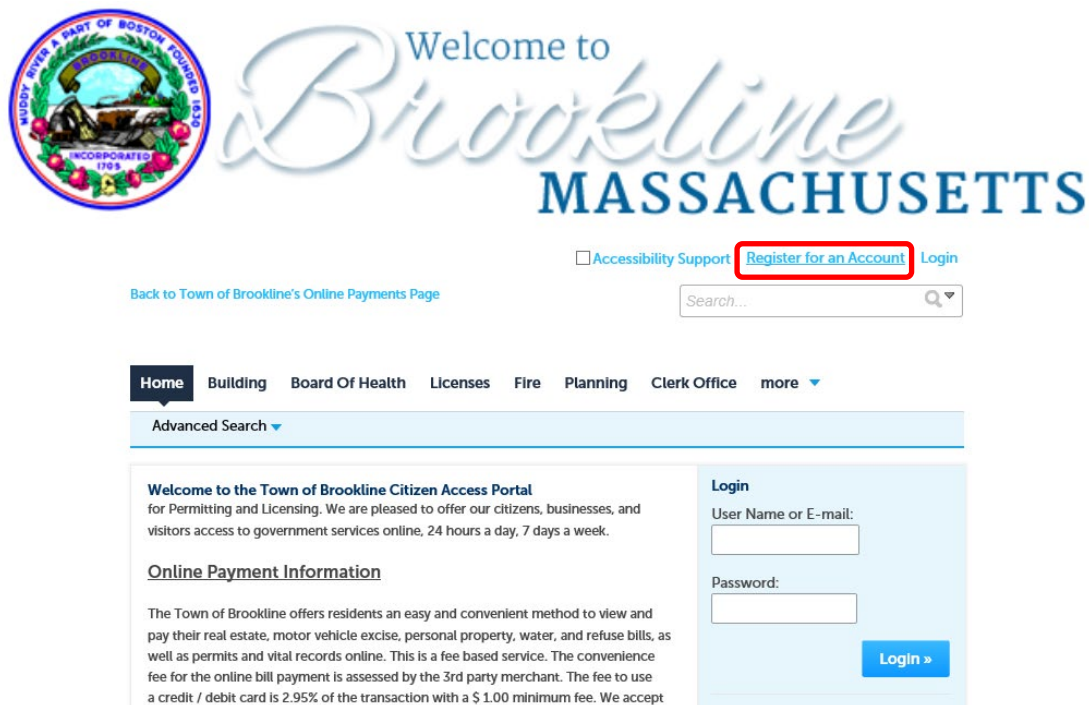 MUDDY RIVER A PART OF BOSTON FOUNDED 1630
BROOKLINE
INCORPORATED
1705
Welcome to
Brookline
MASSACHUSETTS
Accessibility Support Register for an Account Login
Back to Town of Brookline's Online Payments Page
Search...
Home Building Board Of Health Licenses Fire Planning Clerk Office more
Advanced Search
Welcome to the Town of Brookline Citizen Access Portal
for Permitting and Licensing. We are pleased to offer our citizens, businesses, and
visitors access to government services online, 24 hours a day, 7 days a week.
Online Payment Information
The Town of Brookline offers residents an easy and convenient method to view and
pay their real estate, motor vehicle excise, personal property, water, and refuse bills, as
well as permits and vital records online. This is a fee based service. The convenience
fee for the online bill payment is assessed by the 3rd party merchant. The fee to use
a credit / debit card is 2.95% of the transaction with a $ 1.00 minimum fee. We accept
Login
User Name or E-mail:
Password:
Login »